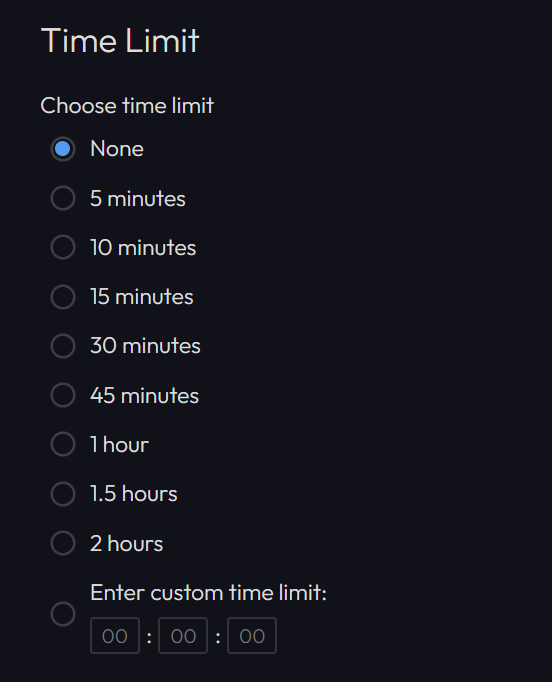 Time Limit
Choose time limit
None
5 minutes
10 minutes
15 minutes
30 minutes
45 minutes
1 hour
1.5 hours
2 hours
Enter custom time limit:
00 : 00 : 00